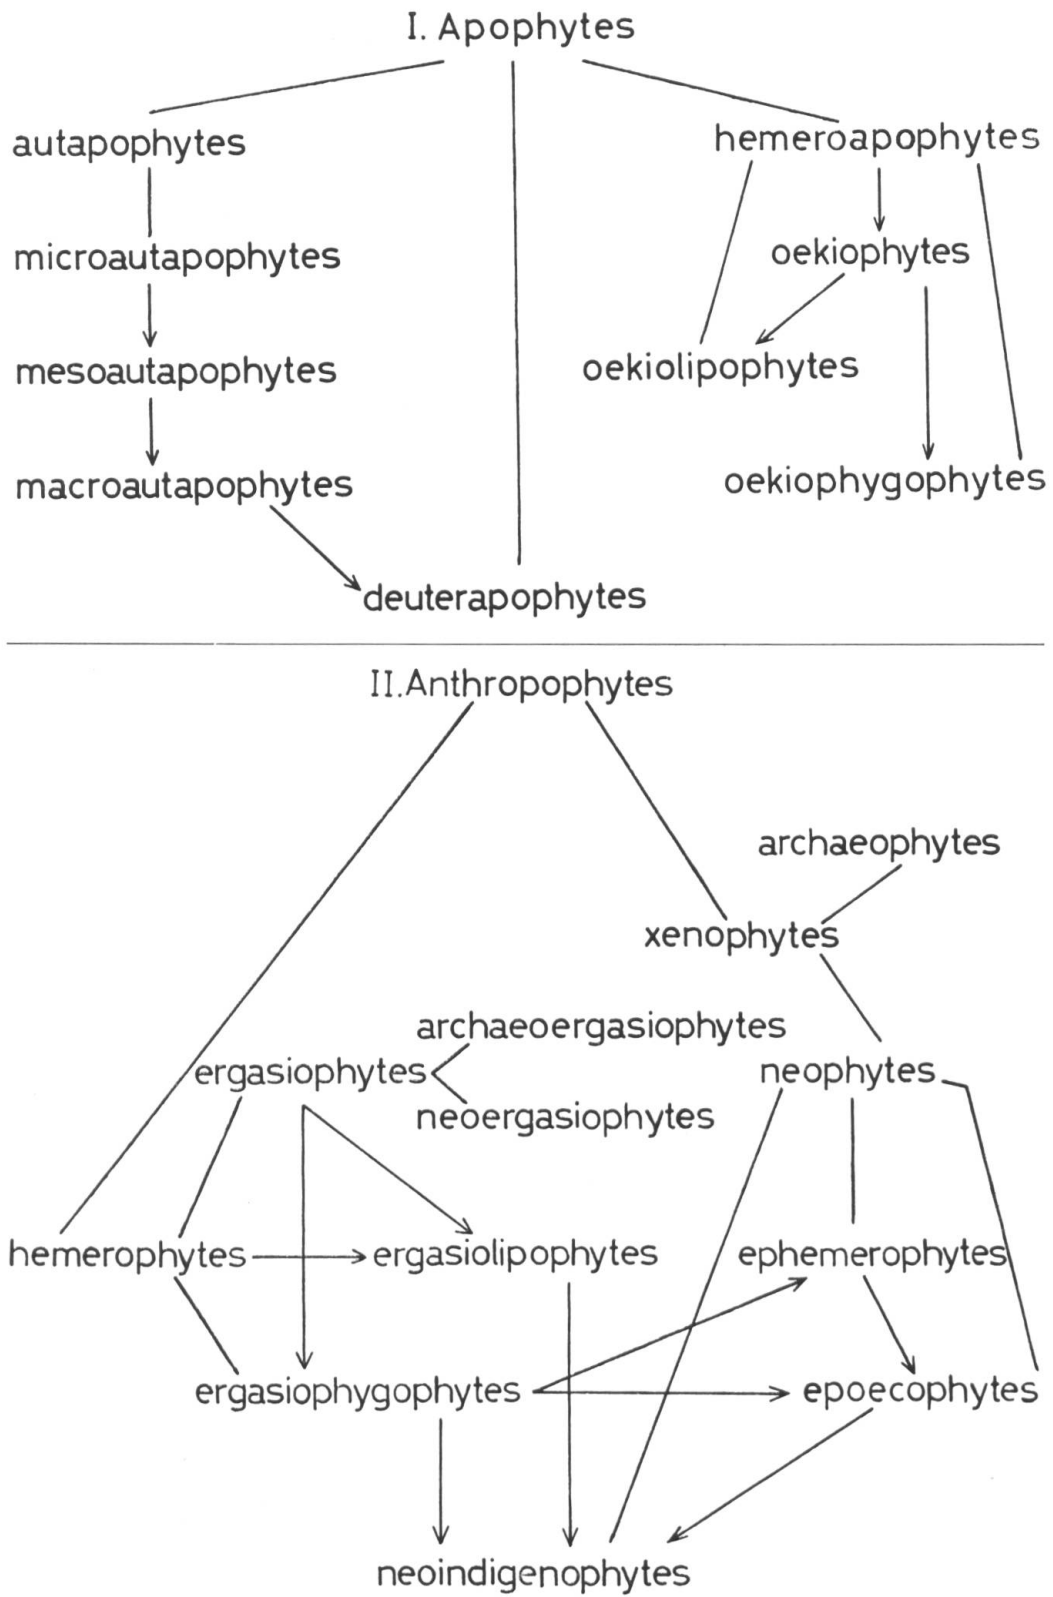 I. Apophytes
autapophytes
hemeroapophytes
microautapophytes
oekiophytes
mesoautapophytes
oekiolipophytes
macroautapophytes
oekiophygophytes
deuterapophytes
II.Anthropophytes
archaeophytes
xenophytes
archaeoergasiophytes
ergasiophytes
neophytes
neoergasiophytes
hemerophytes
ergasiolipophytes
ephemerophytes
ergasiophygophytes
epoecophytes
neoindigenophytes